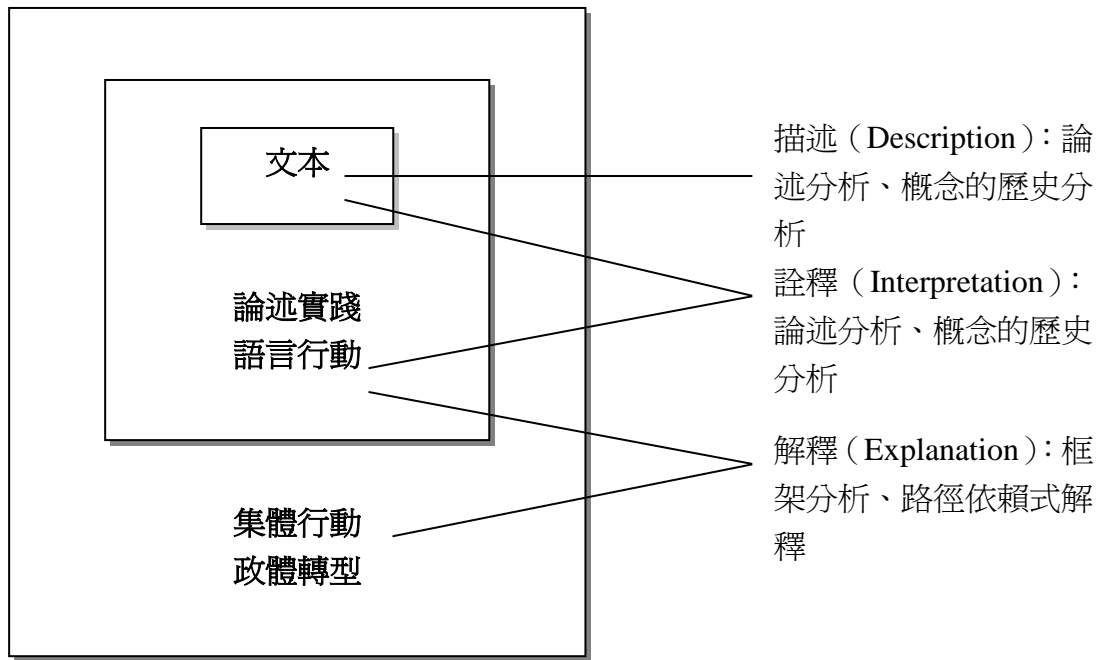 文本
論述實踐
語言行動
集體行動
政體轉型
描述（Description）：論
述分析、概念的歷史分
析
詮釋（Interpretation）：
論述分析、概念的歷史
分析
解釋（Explanation）：框
架分析、路徑依賴式解
釋